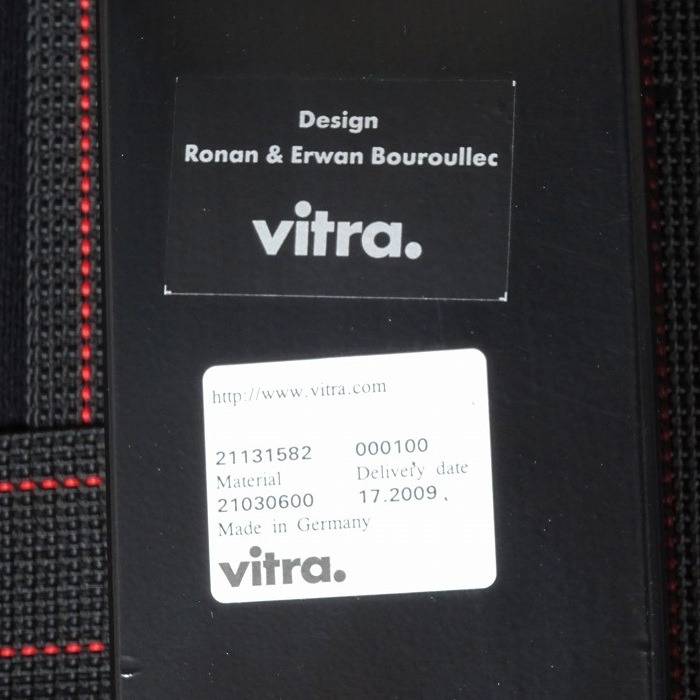 Design
Ronan & Erwan Bouroullec
vitra.
http://www.vitra.com
21131582 000100
Material Delivery date
21030600 17.2009.
Made in Germany
vitra.